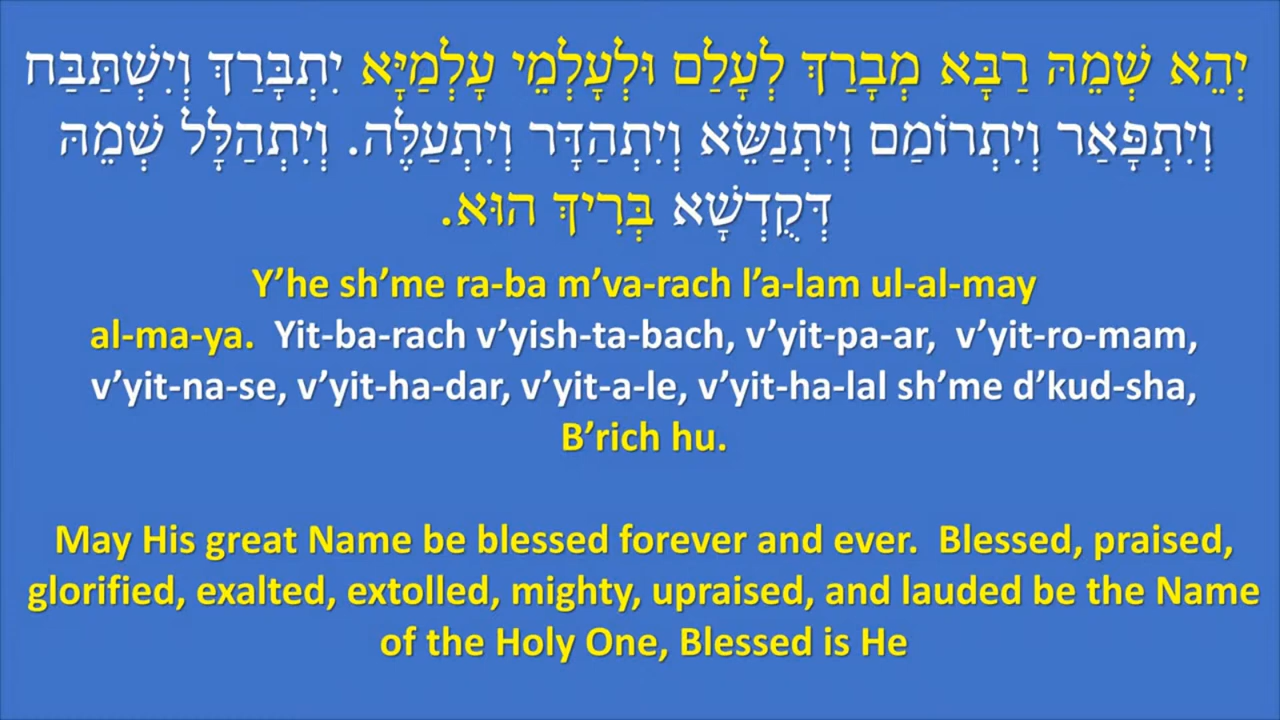 יְהֵא שְׁמֵהּ רַבָּא מְבָרַךְ לְעָלַם וּלְעָלְמֵי עָלְמַיָּא יִתְבָּרַךְ וְיִשְׁתַּבַּח
וְיִתְפָּאַר וְיִתְרוֹמַם וְיִתְנַשֵּׂא וְיִתְהַדָּר וְיִתְעַלֶּה. וְיִתְהַלָּל שְׁמֵהּ
דְּקֻדְשָׁא בְּרִיךְ הוּא.
Y’he sh’me ra-ba m’va-rach l’a-lam ul-al-may
al-ma-ya. Yit-ba-rach v’yish-ta-bach, v’yit-pa-ar, v’yit-ro-mam,
v’yit-na-se, v’yit-ha-dar, v’yit-a-le, v’yit-ha-lal sh’me d’kud-sha,
B’rich hu.
May His great Name be blessed forever and ever. Blessed, praised,
glorified, exalted, extolled, mighty, upraised, and lauded be the Name
of the Holy One, Blessed is He